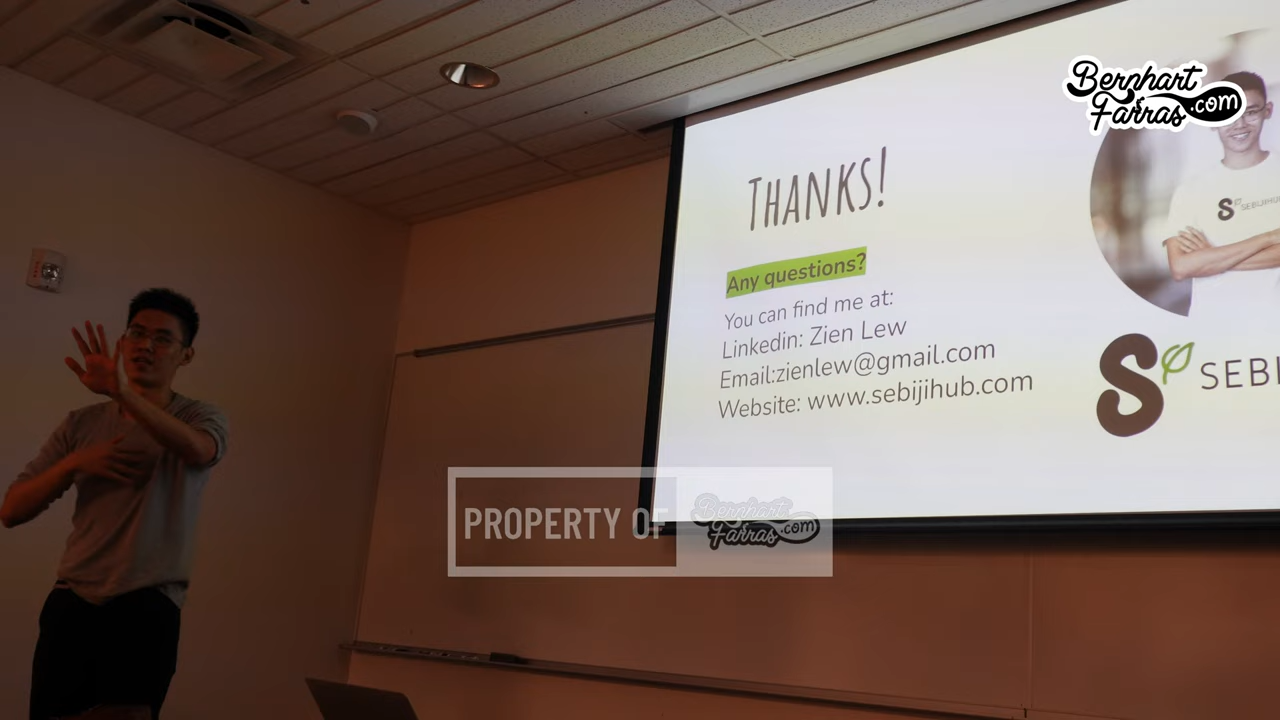 Bernhart
& Farras .com
THANKS!
SEBIJIHUB
Any questions?
You can find me at:
Linkedin: Zien Lew
Email:zienlew@gmail.com
Website: www.sebijihub.com
S SEBI
PROPERTY OF
Bernhart
& Farras .com